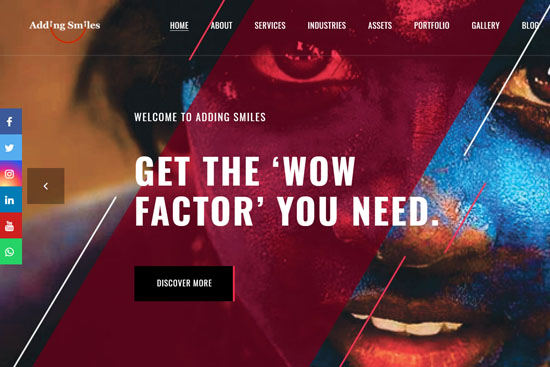 Adding Smiles
HOME ABOUT SERVICES INDUSTRIES ASSETS PORTFOLIO GALLERY BLOG
WELCOME TO ADDING SMILES
GET THE ‘WOW
FACTOR’ YOU NEED.
DISCOVER MORE